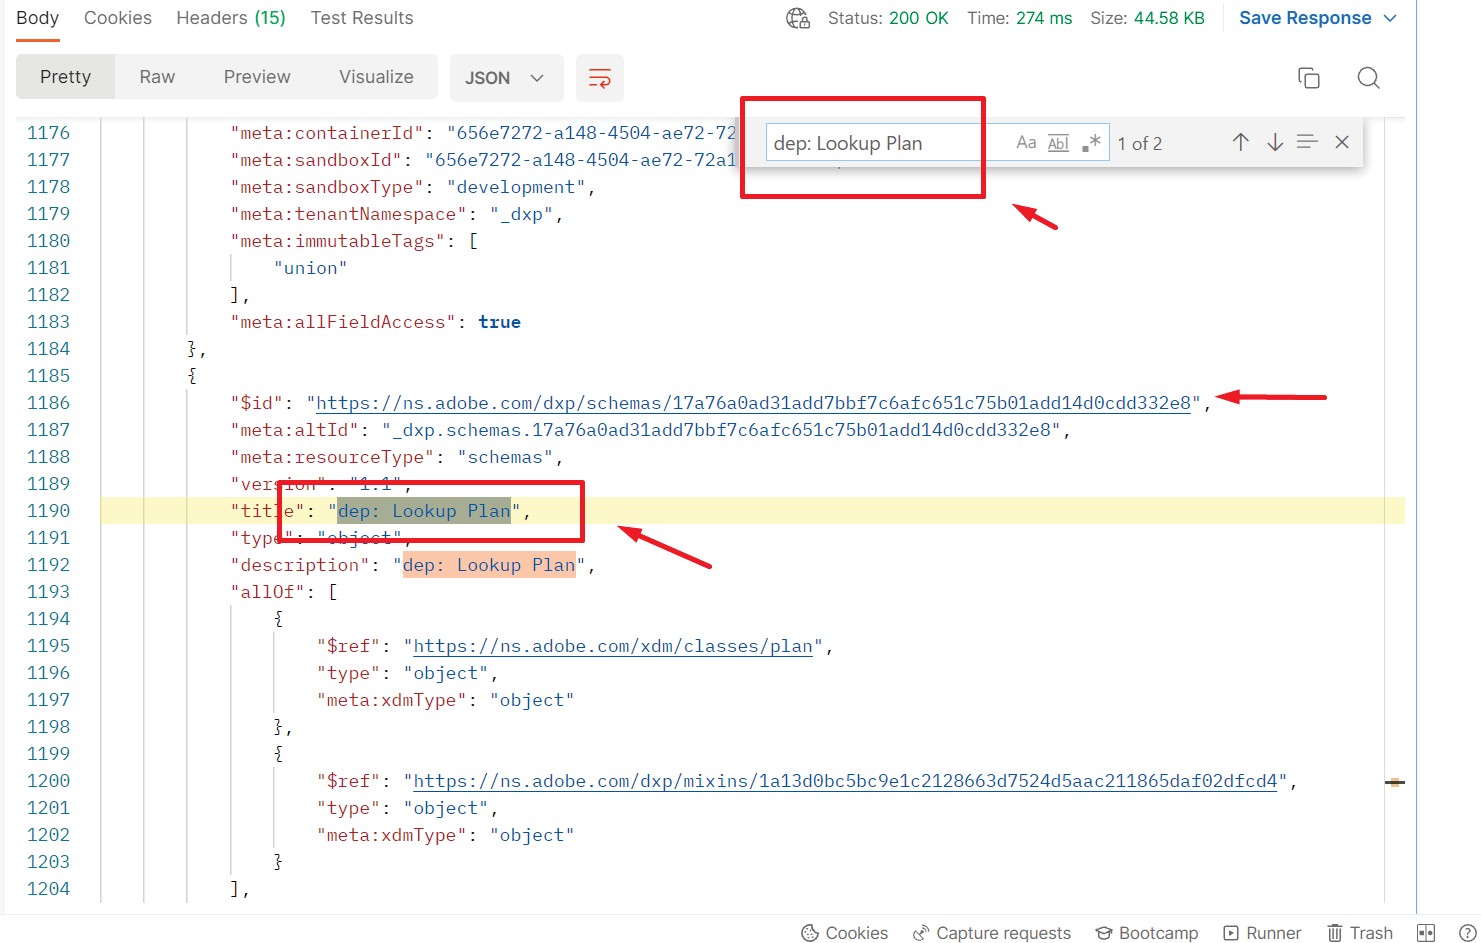 Body Cookies Headers (15) Test Results Status: 200 OK Time: 274 ms Size: 44.58 KB Save Response
Pretty Raw Preview Visualize JSON
dep: Lookup Plan Aa Abl .* 1 of 2
1176 "meta:containerId": "656e7272-a148-4504-ae72-72
1177 "meta:sandboxId": "656e7272-a148-4504-ae72-72a1
1178 "meta:sandboxType": "development",
1179 "meta:tenantNamespace": "_dxp",
1180 "meta:immutableTags": [
1181 "union"
1182 ],
1183 "meta:allFieldAccess": true
1184 },
1185 {
1186 "$id": "https://ns.adobe.com/dxp/schemas/17a76a0ad31add7bbf7c6afc651c75b01add14d0cdd332e8",
1187 "meta:altId": "_dxp.schemas.17a76a0ad31add7bbf7c6afc651c75b01add14d0cdd332e8",
1188 "meta:resourceType": "schemas",
1189 "version": "1.1",
1190 "title": "dep: Lookup Plan",
1191 "type": "object",
1192 "description": "dep: Lookup Plan",
1193 "allOf": [
1194 {
1195 "$ref": "https://ns.adobe.com/xdm/classes/plan",
1196 "type": "object",
1197 "meta:xdmType": "object"
1198 },
1199 {
1200 "$ref": "https://ns.adobe.com/dxp/mixins/1a13d0bc5bc9e1c2128663d7524d5aac211865daf02dfcd4",
1201 "type": "object",
1202 "meta:xdmType": "object"
1203 }
1204 ],
Cookies Capture requests Bootcamp Runner Trash